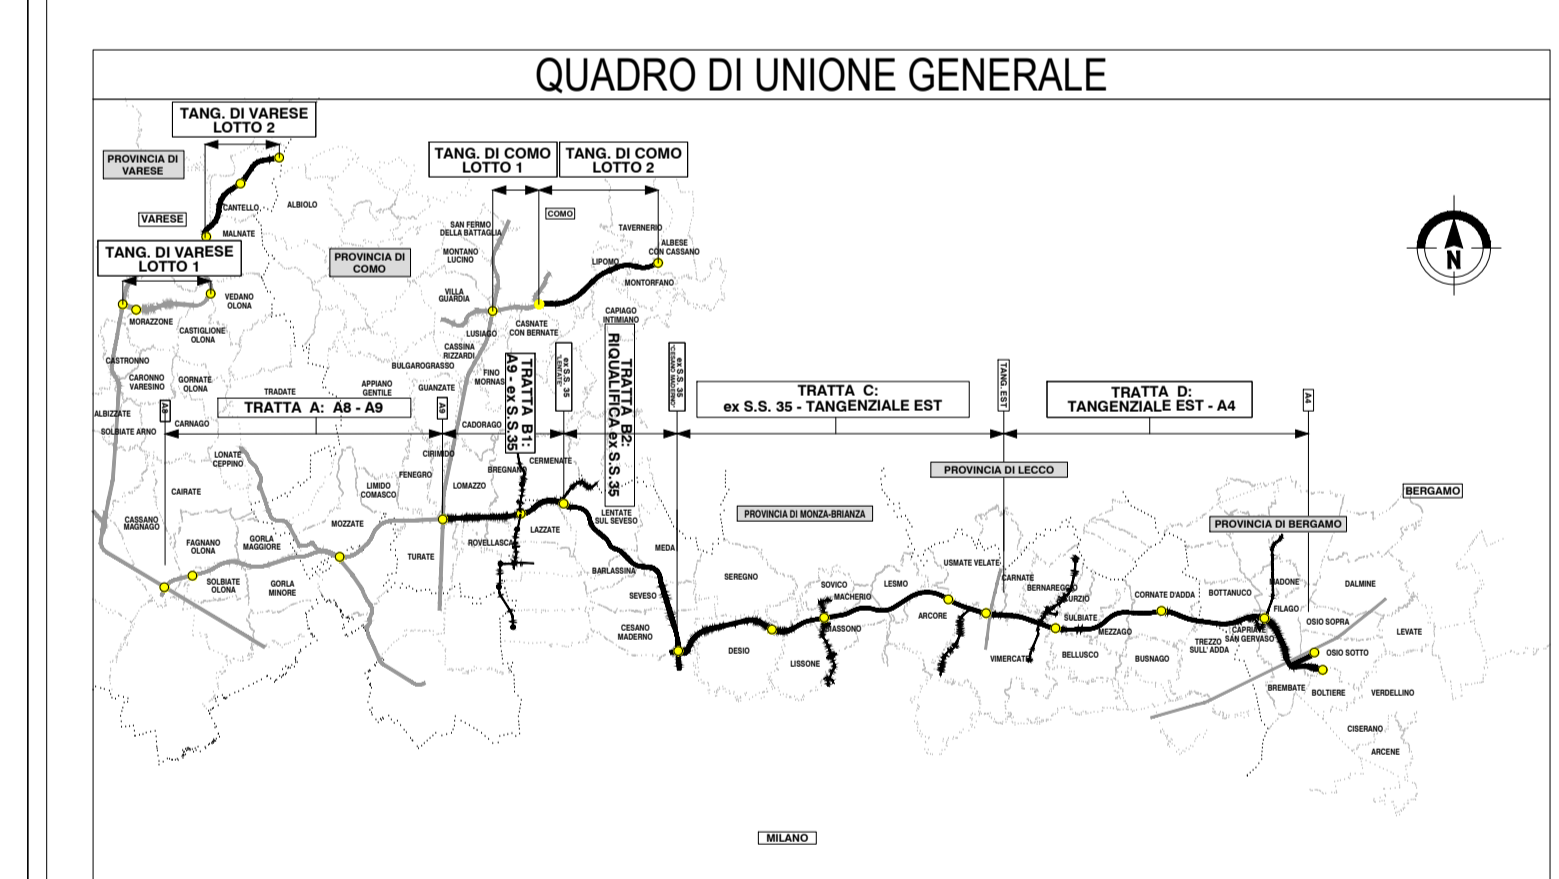 QUADRO DI UNIONE GENERALE
TANG. DI VARESE
LOTTO 2
PROVINCIA DI
VARESE
TANG. DI COMO
LOTTO 1
TANG. DI COMO
LOTTO 2
CANTELLO
ALBIOLO
VARESE
MALNATE
COMO
SAN FERMO
DELLA BATTAGLIA
TAVERNERIO
ALBESE
CON CASSANO
TANG. DI VARESE
LOTTO 1
PROVINCIA DI
COMO
MONTANO
LUCINO
LIPOMO
MONTORFANO
N
VILLA
GUARDIA
VEDANO
OLONA
MORAZZONE
CASTIGLIONE
OLONA
LUSIAGO
CASNATE
CON BERNATE
CAPIAGO
INTIMIANO
CASSINA
RIZZARDI
CASTRONNO
BULGAROGRASSO
CARONNO
VARESINO
GORNATE
OLONA
TRADATE
APPIANO
GENTILE
GUANZATE
FINO
MORNAS
TRATTA B1:
A9 - ex S.S.35
ex S.S. 35
"LENTATE"
TRATTA B2:
RIQUALIFICA ex S.S.35
ex S.S. 35
"CESANO MADERNO"
TRATTA C:
ex S.S. 35 - TANGENZIALE EST
TANG. EST
TRATTA D:
TANGENZIALE EST - A4
A4
ALBIZZATE
A8
TRATTA A: A8 - A9
A9
CARNAGO
SOLBIATE ARNO
CADORAGO
LONATE
CEPPINO
CIRIMIDO
FENEGRO
BREGNANO
CERMENATE
PROVINCIA DI LECCO
CAIRATE
LIMIDO
COMASCO
LOMAZZO
BERGAMO
CASSANO
MAGNAGO
MOZZATE
LENTATE
SUL SEVESO
PROVINCIA DI MONZA-BRIANZA
PROVINCIA DI BERGAMO
FAGNANO
OLONA
GORLA
MAGGIORE
TURATE
ROVELLASCA
LAZZATE
MEDA
SOLBIATE
OLONA
GORLA
MINORE
BARLASSINA
SEVESO
SEREGNO
SOVICO
MACHERIO
LESMO
USMATE VELATE
CARNATE
BERNAREGGIO
CORNATE D'ADDA
BOTTANUCO
MADONE
DALMINE
CESANO
MADERNO
DESIO
LISSONE
BIASSONO
ARCORE
SULBIATE
MEZZAGO
FILAGO
OSIO SOPRA
LEVATE
VIMERCATE
BELLUSCO
BUSNAGO
TREZZO
SULL' ADDA
CAPRIATE
SAN GERVASO
OSIO SOTTO
BREMBATE
BOLTIERE
VERDELLINO
CISERANO
ARCENE
MILANO